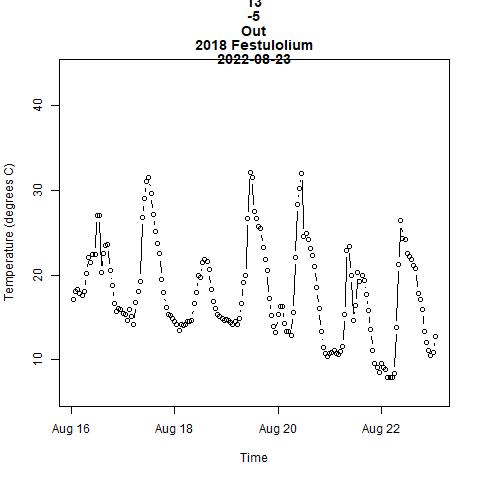 13
-5
Out
2018 Festulolium
2022-08-23
Temperature (degrees C)
40
30
20
10
Aug 16 Aug 18 Aug 20 Aug 22
Time